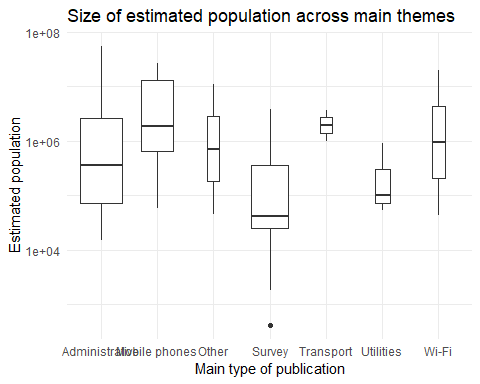 Size of estimated population across main themes
Estimated population
1e+08
1e+06
1e+04
Administrative Mobile phones Other Survey Transport Utilities Wi-Fi
Main type of publication